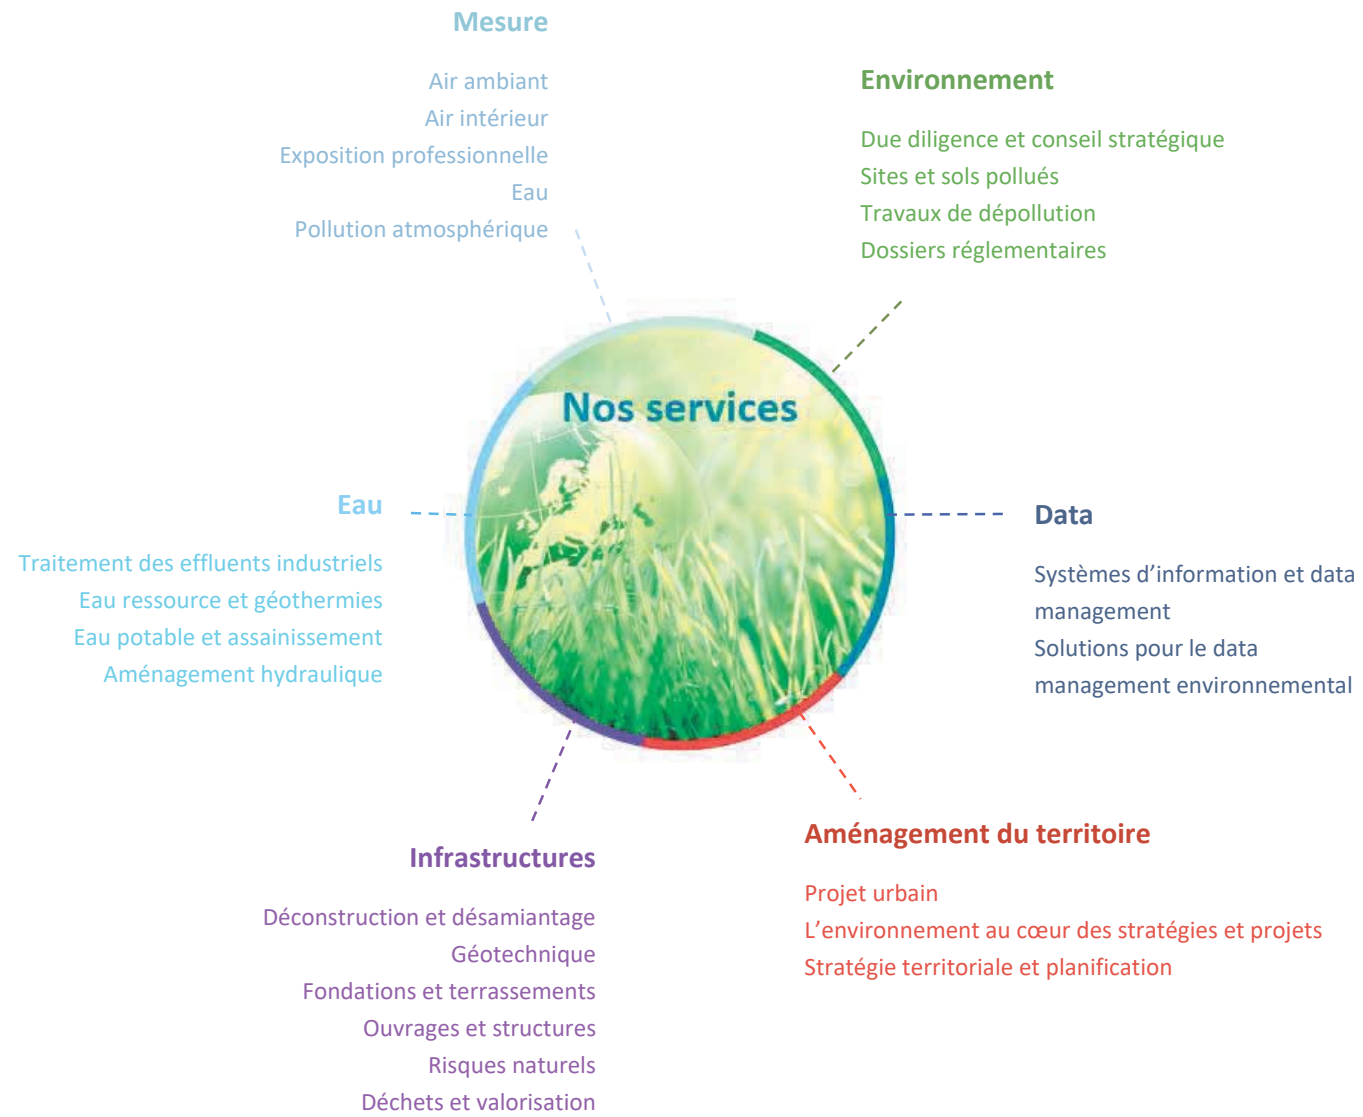 Mesure
Air ambiant
Air intérieur
Exposition professionnelle
Eau
Pollution atmosphérique
Environnement
Due diligence et conseil stratégique
Sites et sols pollués
Travaux de dépollution
Dossiers réglementaires
Nos services
Eau
Traitement des effluents industriels
Eau ressource et géothermies
Eau potable et assainissement
Aménagement hydraulique
Data
Systèmes d’information et data
management
Solutions pour le data
management environnemental
Infrastructures
Déconstruction et désamiantage
Géotechnique
Fondations et terrassements
Ouvrages et structures
Risques naturels
Déchets et valorisation
Aménagement du territoire
Projet urbain
L’environnement au cœur des stratégies et projets
Stratégie territoriale et planification